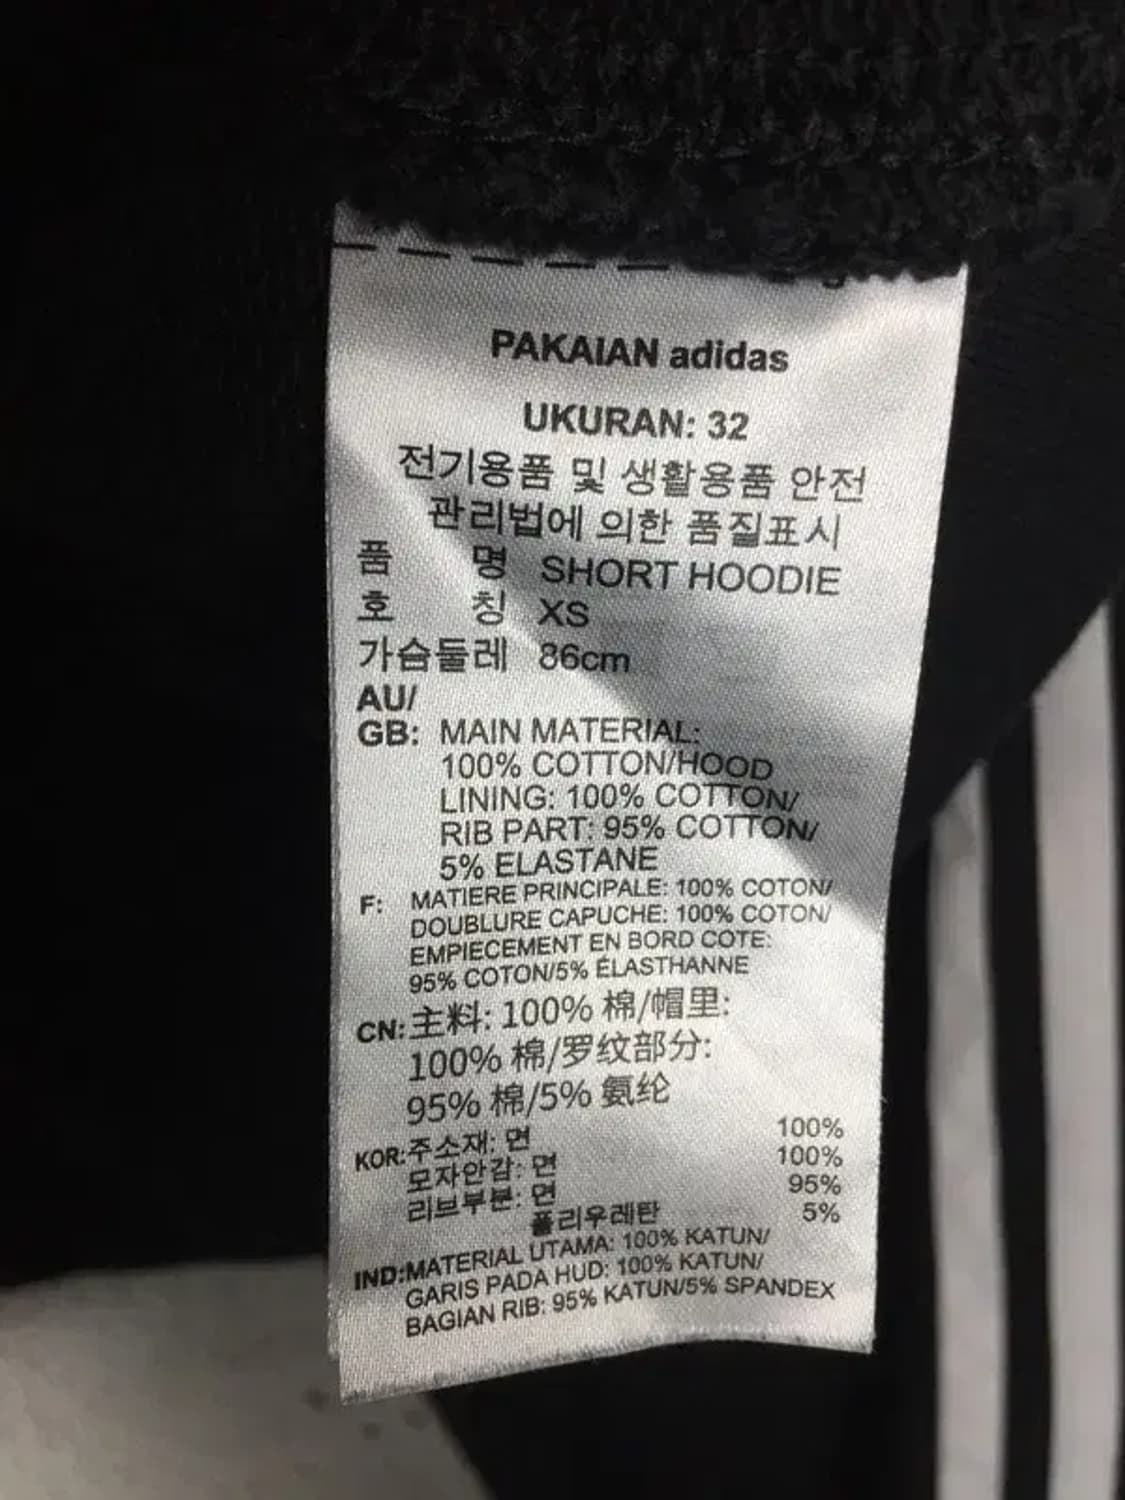 PAKAIAN adidas
UKURAN: 32
전기용품 및 생활용품 안전
관리법에 의한 품질표시
품 명 SHORT HOODIE
호 칭 XS
가슴둘레 86cm
AU/
GB: MAIN MATERIAL:
100% COTTON/HOOD
LINING: 100% COTTON/
RIB PART: 95% COTTON/
5% ELASTANE
F: MATIERE PRINCIPALE: 100% COTON/
DOUBLURE CAPUCHE: 100% COTON/
EMPIECEMENT EN BORD COTE:
95% COTON/5% ÉLASTHANNE
CN: 主料: 100% 棉/帽里:
100% 棉/罗纹部分:
95% 棉/5% 氨纶
KOR: 주소재: 면 100%
모자안감: 면 100%
리브부분: 면 95%
폴리우레탄 5%
IND: MATERIAL UTAMA: 100% KATUN/
GARIS PADA HUD: 100% KATUN/
BAGIAN RIB: 95% KATUN/5% SPANDEX